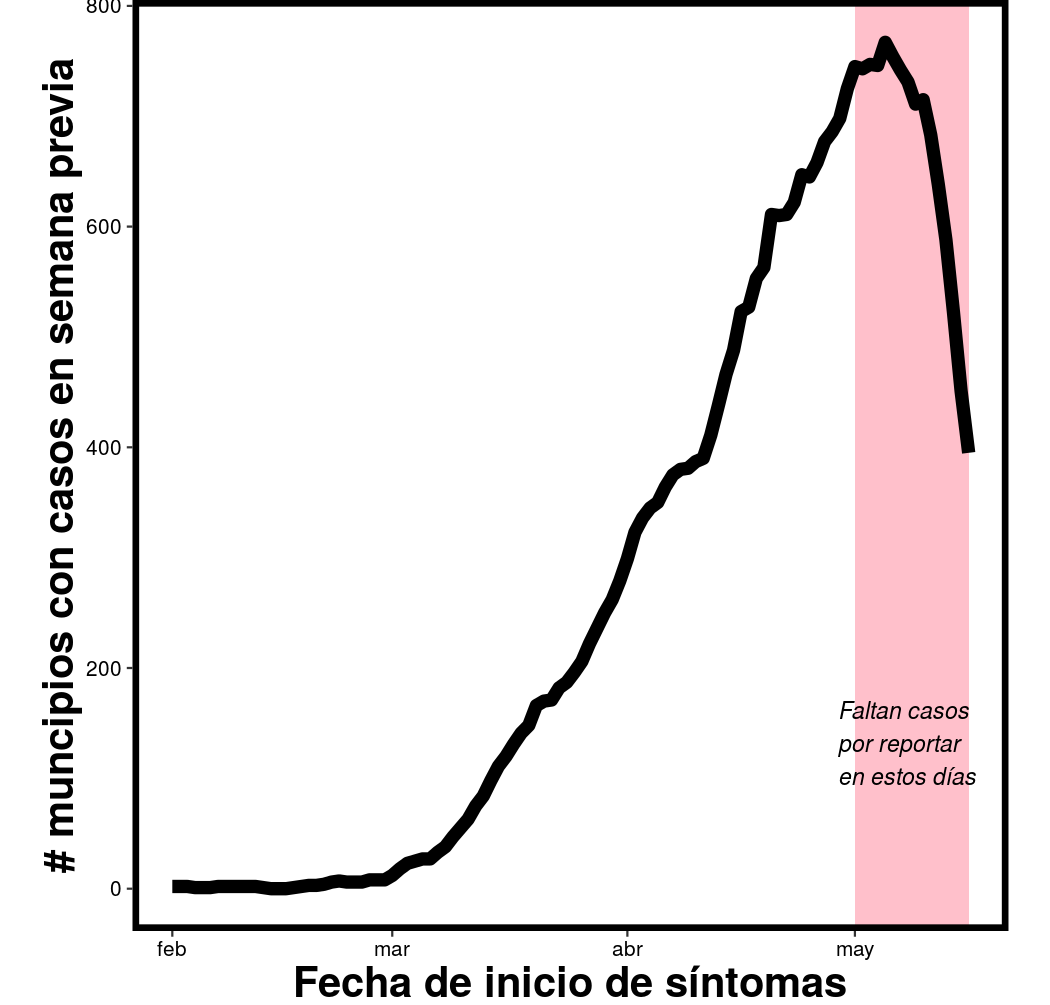 800
600
400
200
0
# muncipios con casos en semana previa
Faltan casos
por reportar
en estos días
feb mar abr may
Fecha de inicio de síntomas